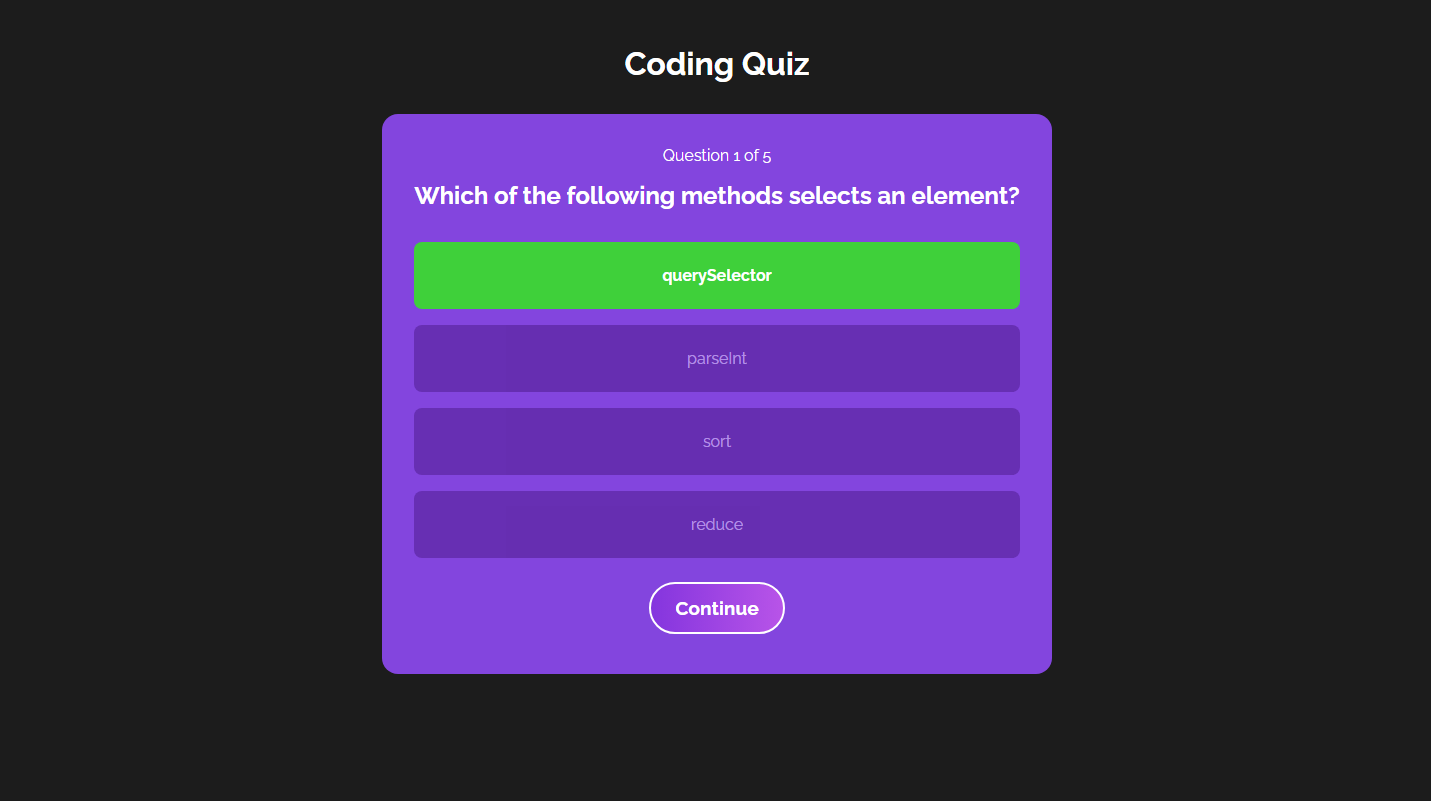 Coding Quiz
Question 1 of 5
Which of the following methods selects an element?
querySelector
parseInt
sort
reduce
Continue